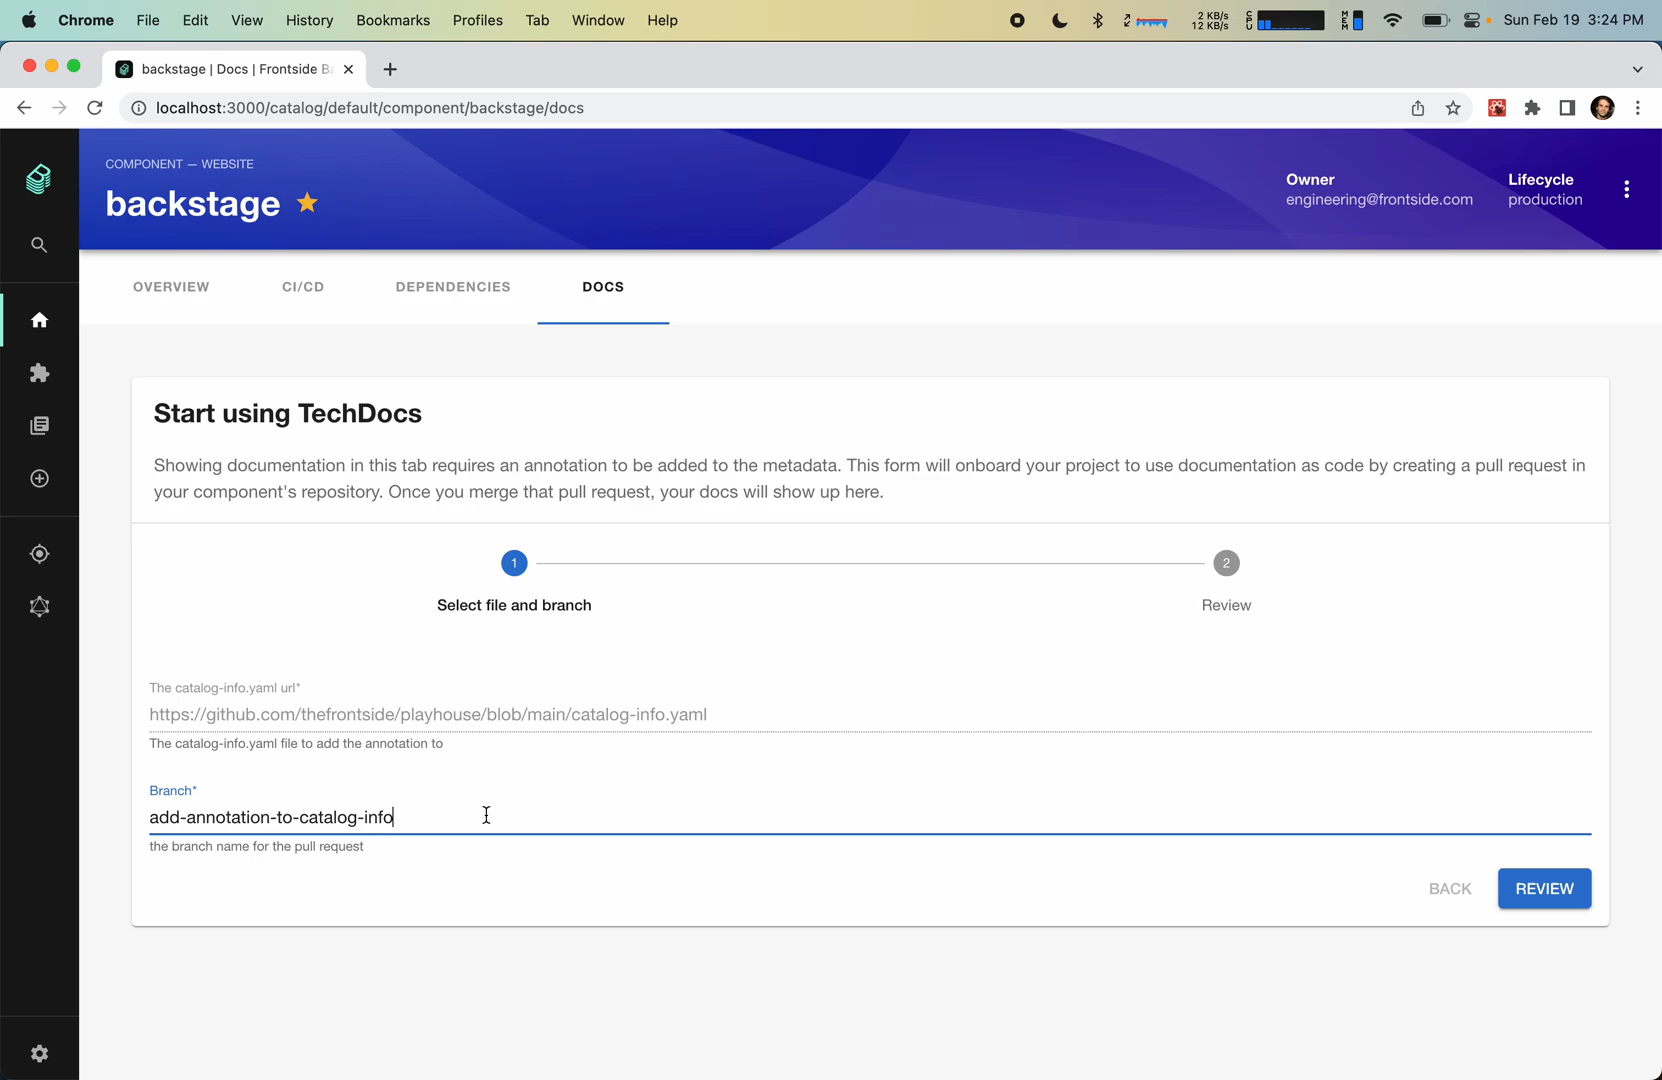 Chrome File Edit View History Bookmarks Profiles Tab Window Help 2 KB/s 12 KB/s CPU MEM Sun Feb 19 3:24 PM
backstage | Docs | Frontside B
localhost:3000/catalog/default/component/backstage/docs
COMPONENT — WEBSITE
backstage
Owner
engineering@frontside.com
Lifecycle
production
OVERVIEW CI/CD DEPENDENCIES DOCS
Start using TechDocs
Showing documentation in this tab requires an annotation to be added to the metadata. This form will onboard your project to use documentation as code by creating a pull request in
your component's repository. Once you merge that pull request, your docs will show up here.
1 2
Select file and branch Review
The catalog-info.yaml url*
https://github.com/thefrontside/playhouse/blob/main/catalog-info.yaml
The catalog-info.yaml file to add the annotation to
Branch*
add-annotation-to-catalog-info
the branch name for the pull request
BACK REVIEW